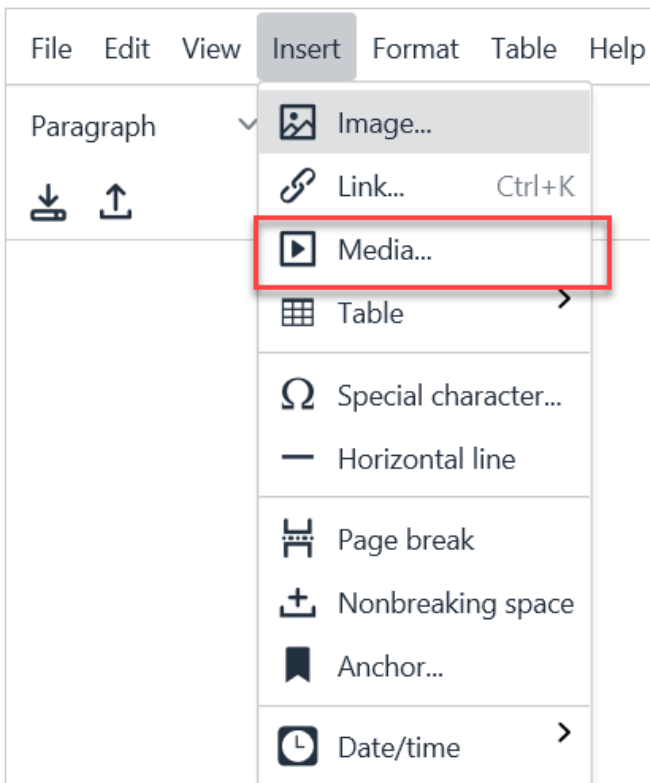 File Edit View Insert Format Table Help
Paragraph
Image...
Link... Ctrl+K
Media...
Table
Special character...
Horizontal line
Page break
Nonbreaking space
Anchor...
Date/time